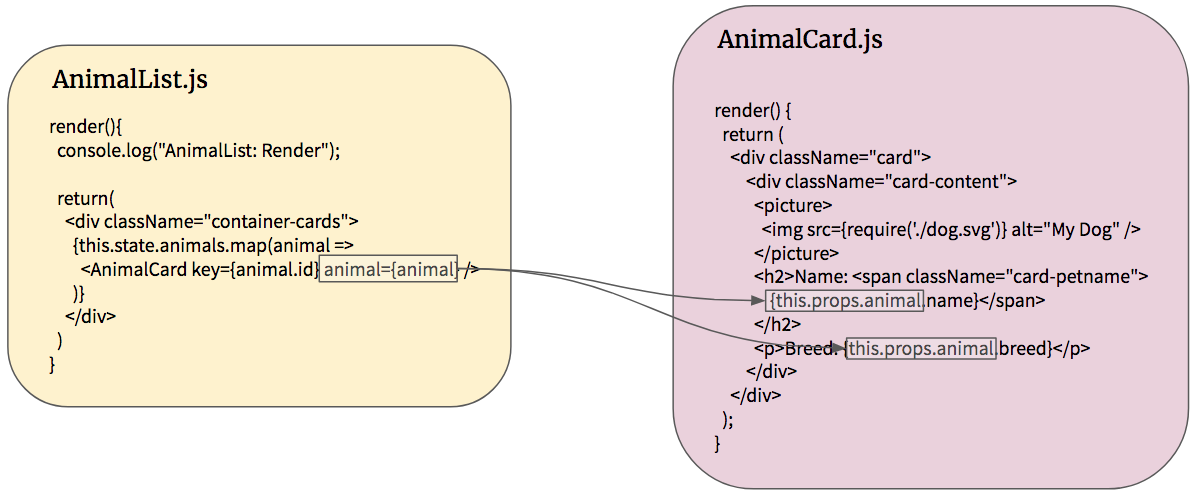 AnimalList.js
render(){
console.log("AnimalList: Render");
return(
<div className="container-cards">
{this.state.animals.map(animal =>
<AnimalCard key={animal.id} animal={animal} />
)}
</div>
)
}
AnimalCard.js
render() {
return (
<div className="card">
<div className="card-content">
<picture>
<img src={require('./dog.svg')} alt="My Dog" />
</picture>
<h2>Name: <span className="card-petname">
{this.props.animal.name}</span>
</h2>
<p>Breed: {this.props.animal.breed}</p>
</div>
</div>
);
}